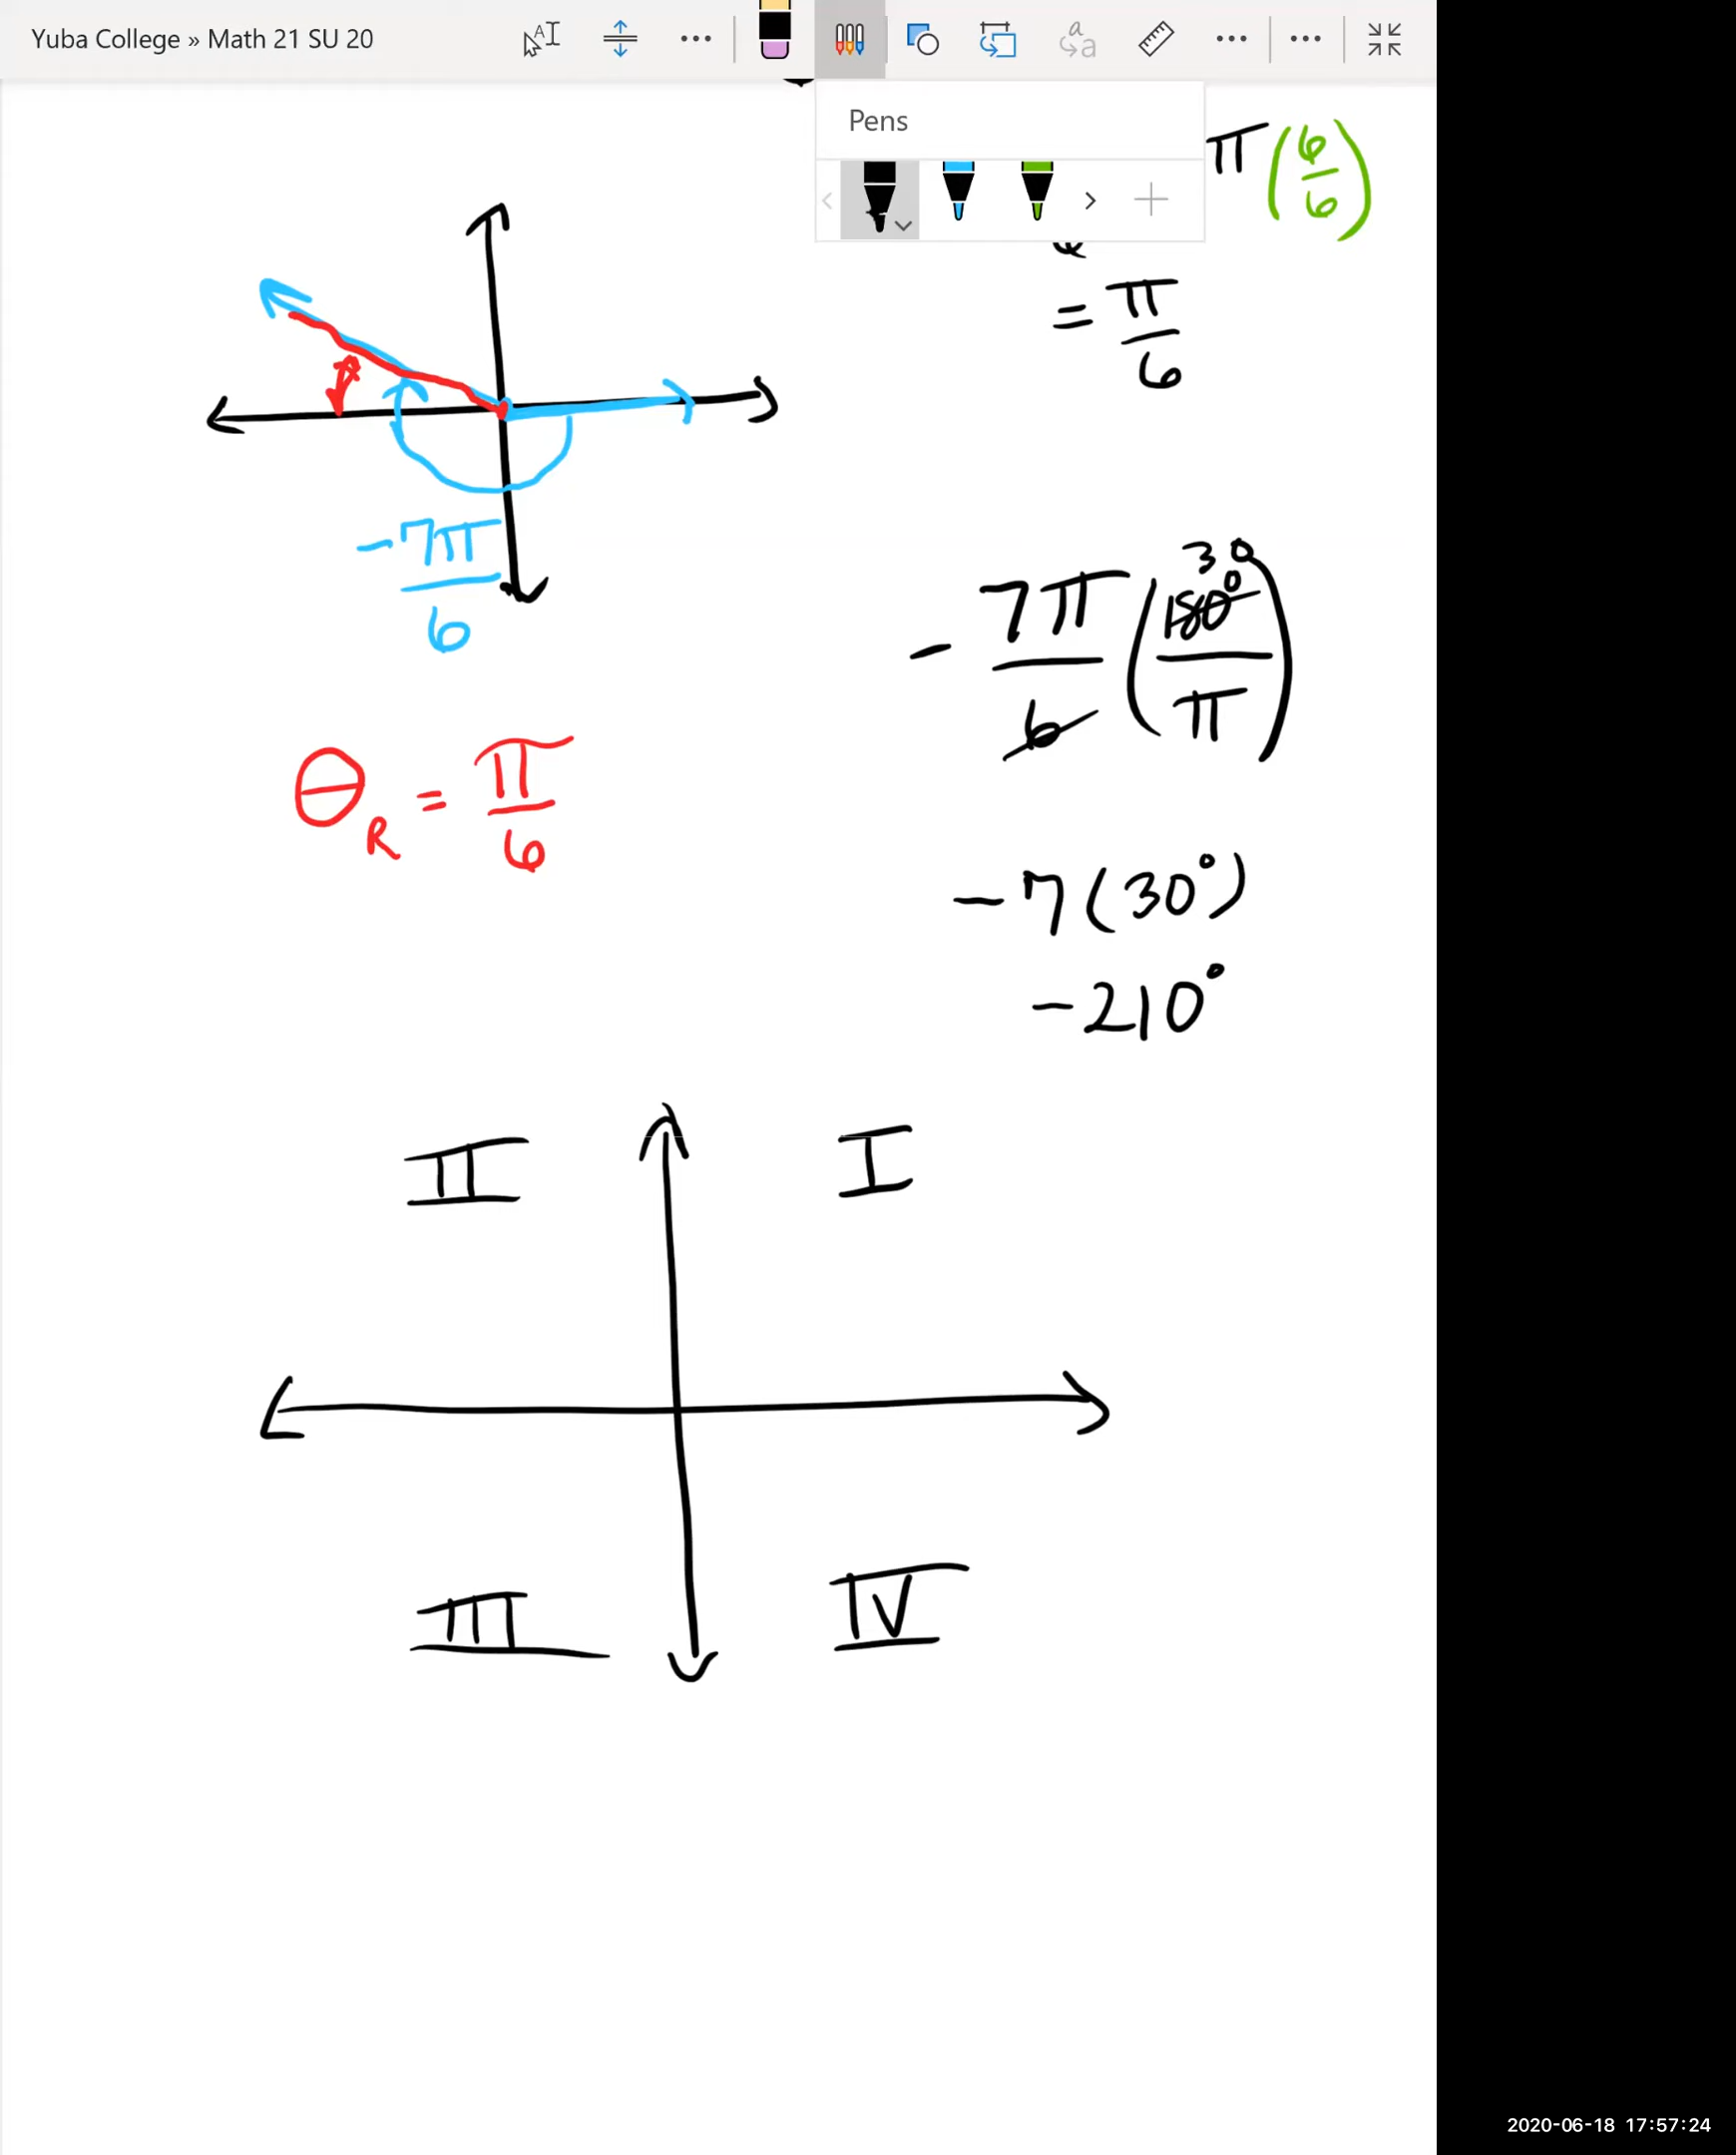 Yuba College » Math 21 SU 20
Pens
π(6/6)
= π/6
-7π/6
- 7π/6 (180°/π) 30
θR = π/6
-7(30°)
-210°
II I
III IV
2020-06-18 17:57:24